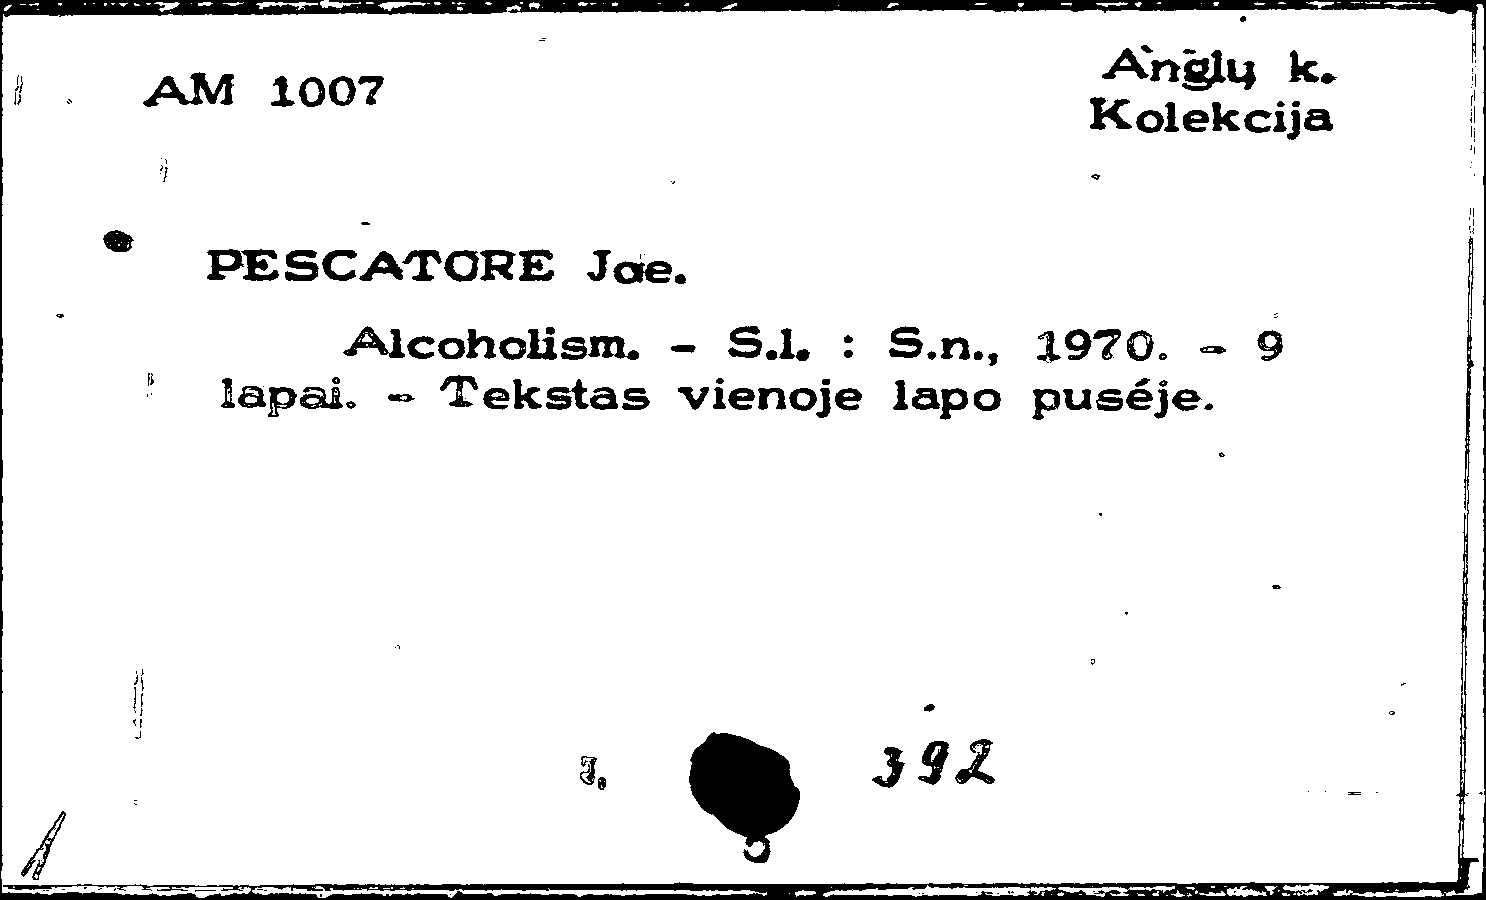 AM 1007
Anglų k.
Kolekcija
PESCATORE Joe.
Alcoholism. - S.l. : S.n., 1970. - 9
lapai. - Tekstas vienoje lapo pusėje.
392